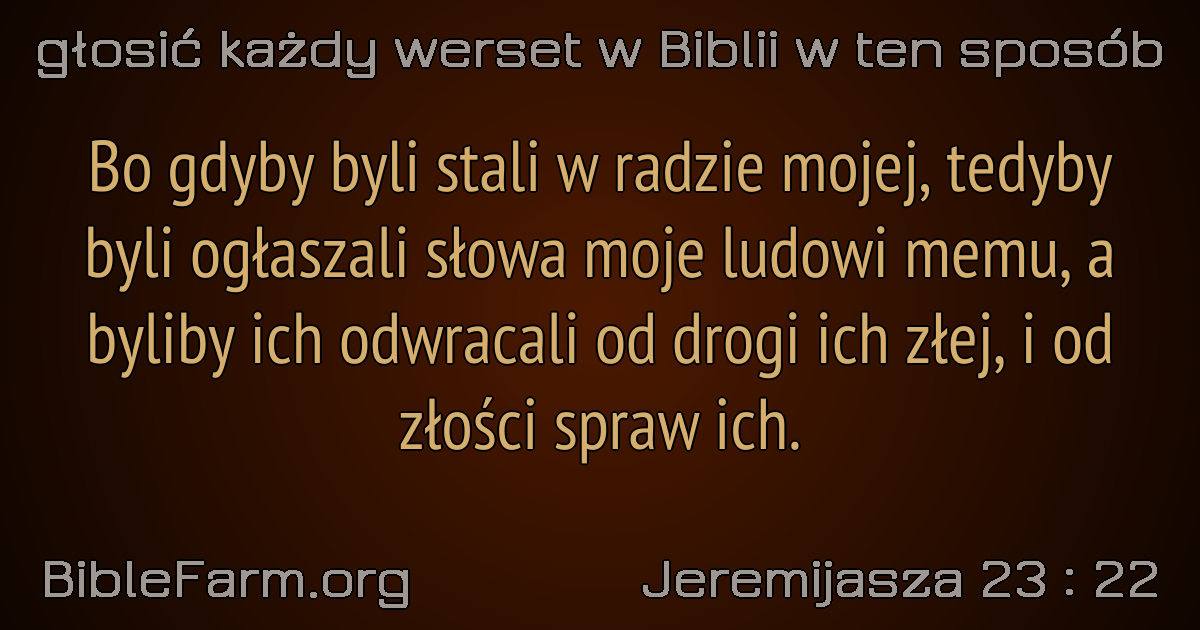 głosić każdy werset w Biblii w ten sposób
Bo gdyby byli stali w radzie mojej, tedyby
byli ogłaszali słowa moje ludowi memu, a
byliby ich odwracali od drogi ich złej, i od
złości spraw ich.
BibleFarm.org
Jeremijasza 23 : 22